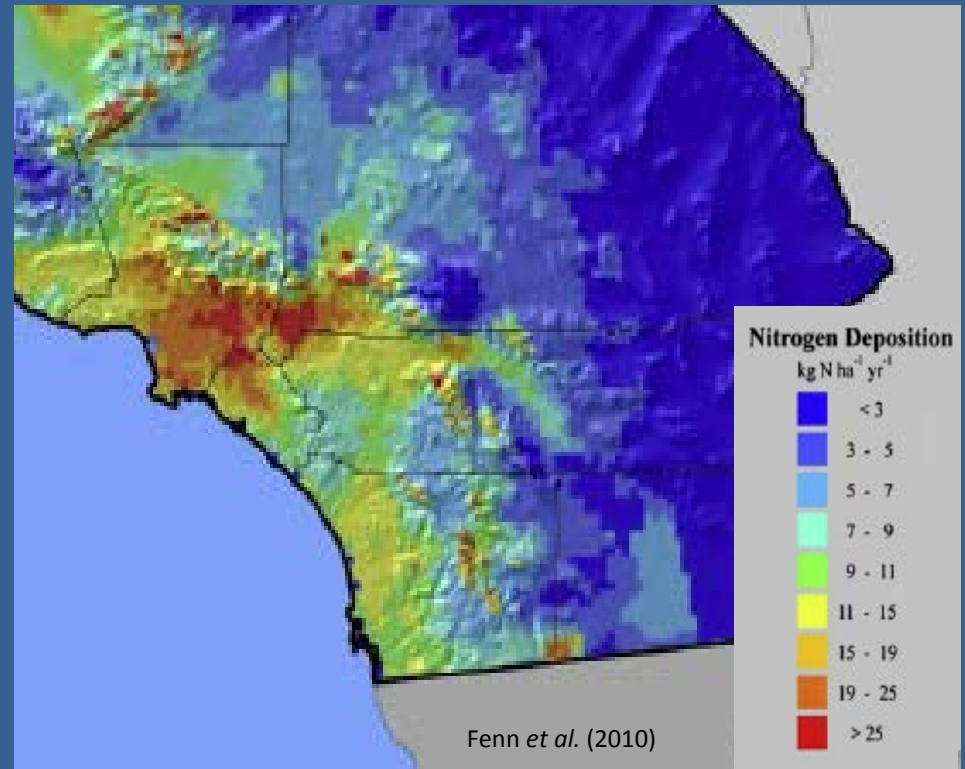 Nitrogen Deposition
kg N ha⁻¹ yr⁻¹
< 3
3 - 5
5 - 7
7 - 9
9 - 11
11 - 15
15 - 19
19 - 25
> 25
Fenn et al. (2010)